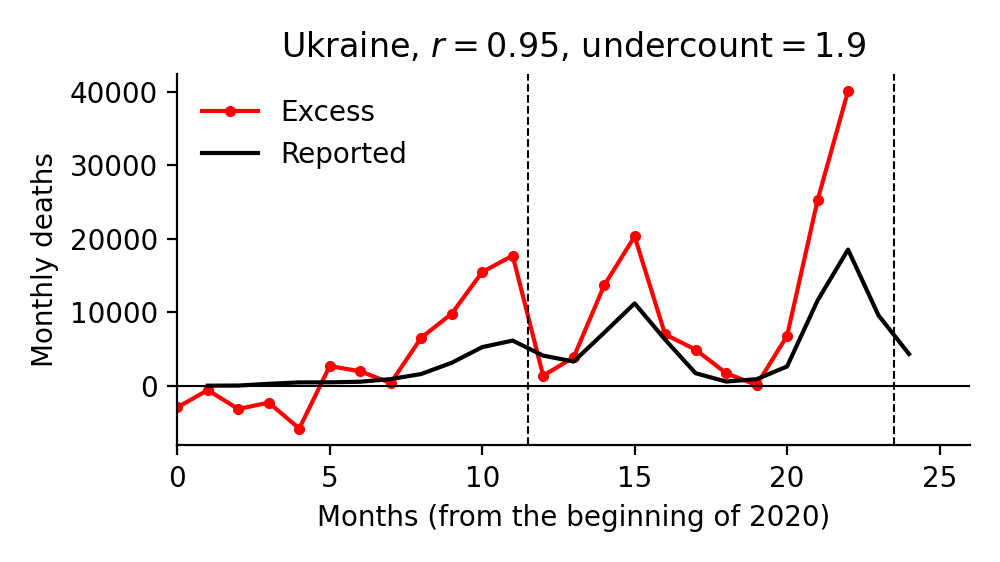 Ukraine, r = 0.95, undercount = 1.9
Excess
Reported
Monthly deaths
40000
30000
20000
10000
0
0 5 10 15 20 25
Months (from the beginning of 2020)